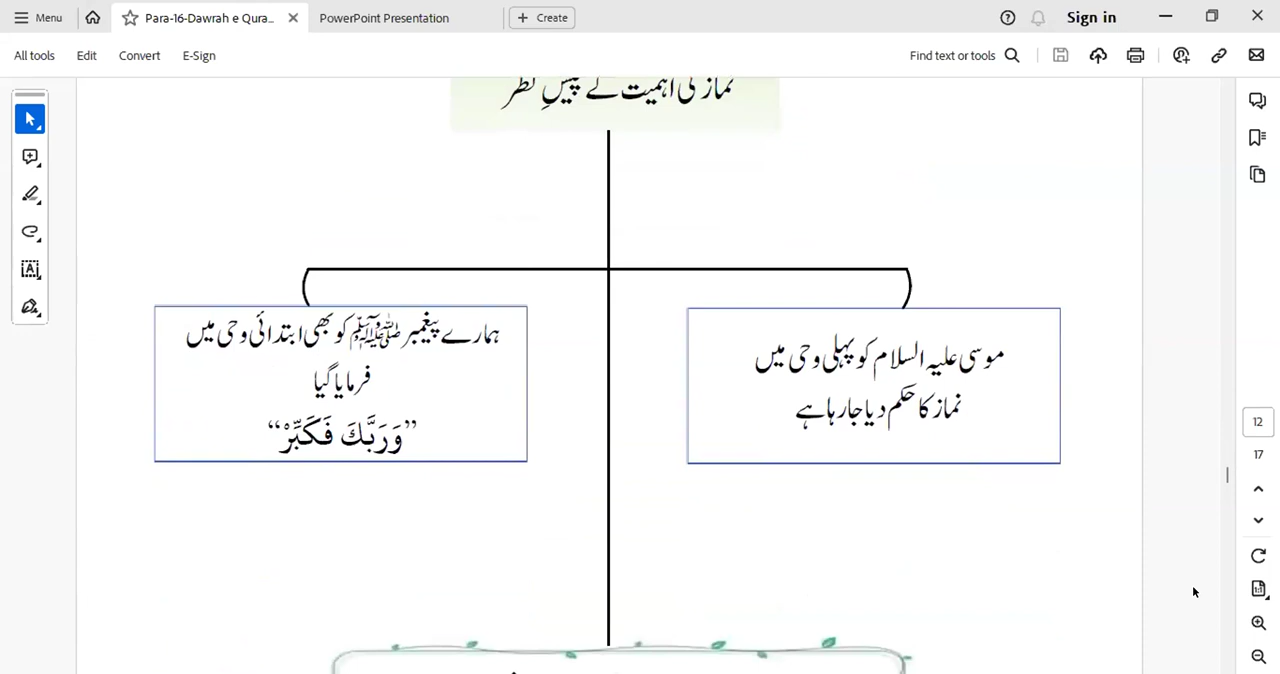 Menu
Para-16-Dawrah e Qura...
PowerPoint Presentation
Create
Sign in
All tools
Edit
Convert
E-Sign
Find text or tools
نماز کی اہمیت کے پیشِ نظر
موسی علیہ السلام کو پہلی وحی میں
نماز کا حکم دیا جا رہا ہے
ہمارے پیغمبر ﷺ کو بھی ابتدائی وحی میں
فرمایا گیا
”وَرَبَّكَ فَكَبِّرْ“
12
17